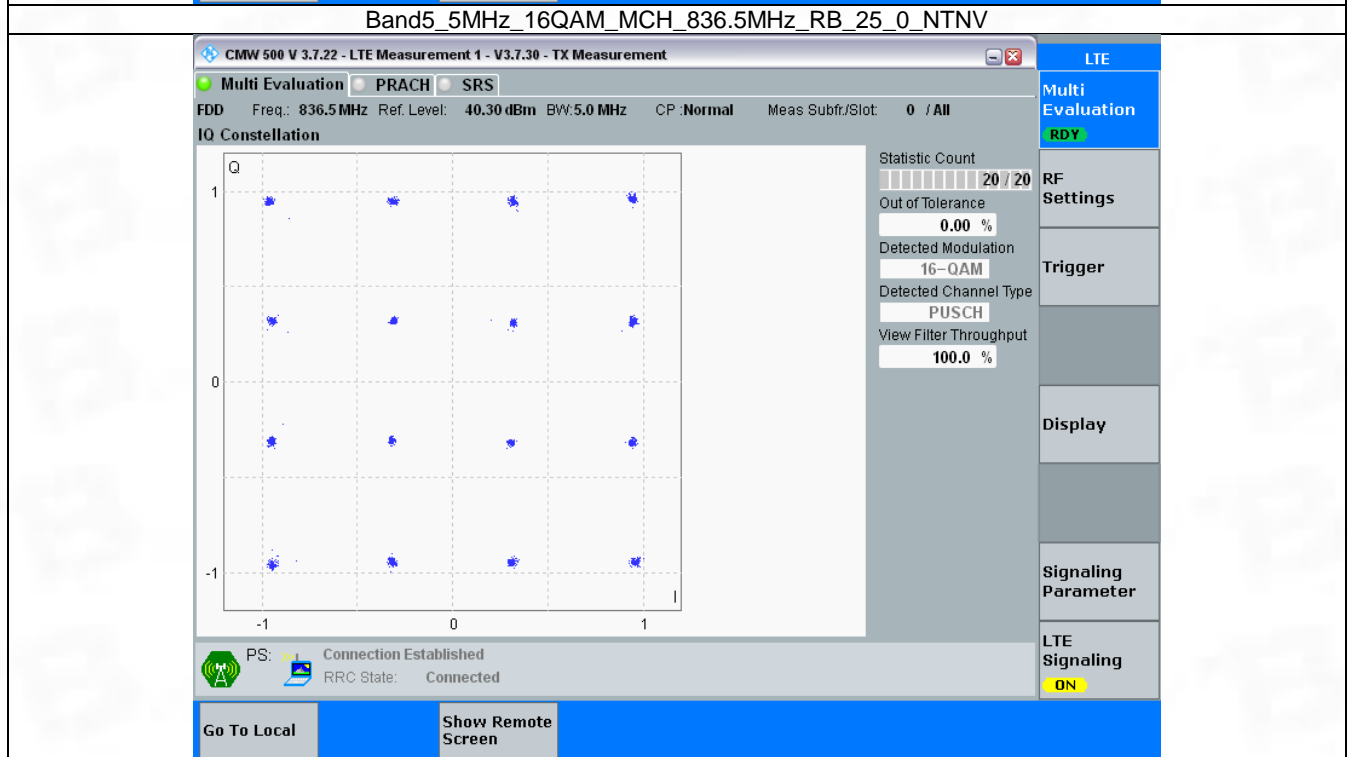 Band5_5MHz_16QAM_MCH_836.5MHz_RB_25_0_NTNV
CMW 500 V 3.7.22 - LTE Measurement 1 - V3.7.30 - TX Measurement
LTE
Multi Evaluation PRACH SRS
Multi
Evaluation
RDY
FDD Freq.: 836.5 MHz Ref. Level: 40.30 dBm BW: 5.0 MHz CP :Normal Meas Subfr./Slot: 0 / All
IQ Constellation
Q
1
0
-1
I
-1 0 1
Statistic Count
20 / 20
Out of Tolerance
0.00 %
Detected Modulation
16-QAM
Detected Channel Type
PUSCH
View Filter Throughput
100.0 %
RF
Settings
Trigger
Display
Signaling
Parameter
LTE
Signaling
ON
PS: Connection Established
RRC State: Connected
Go To Local
Show Remote
Screen